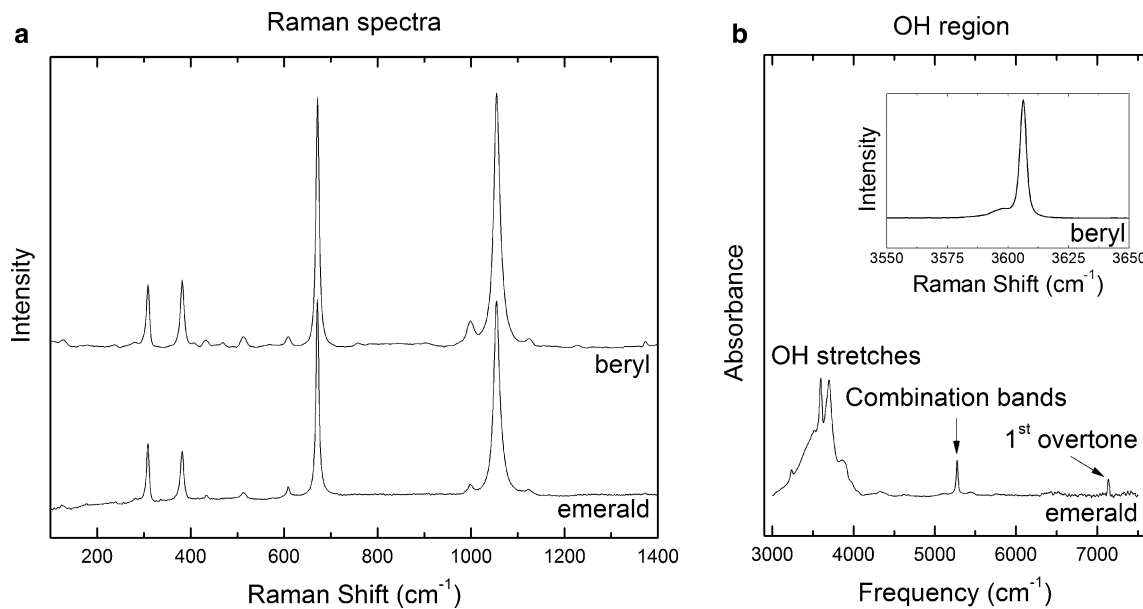 a
Raman spectra
Intensity
beryl
emerald
200 400 600 800 1000 1200 1400
Raman Shift (cm-1)
b
OH region
Intensity
beryl
3550 3575 3600 3625 3650
Raman Shift (cm-1)
Absorbance
OH stretches
Combination bands
1st overtone
emerald
3000 4000 5000 6000 7000
Frequency (cm-1)